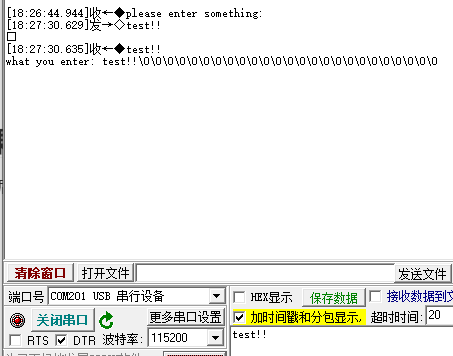 [18:26:44.944]收←◆please enter something:
[18:27:30.629]发→◇test!!
□
[18:27:30.635]收←◆test!!
what you enter: test!!\0\0\0\0\0\0\0\0\0\0\0\0\0\0\0\0\0\0\0\0\0\0\0\0\0
清除窗口 打开文件 发送文件
端口号 COM201 USB 串行设备 HEX显示 保存数据 接收数据到文
关闭串口 更多串口设置 加时间戳和分包显示, 超时时间: 20
RTS DTR 波特率: 115200 test!!